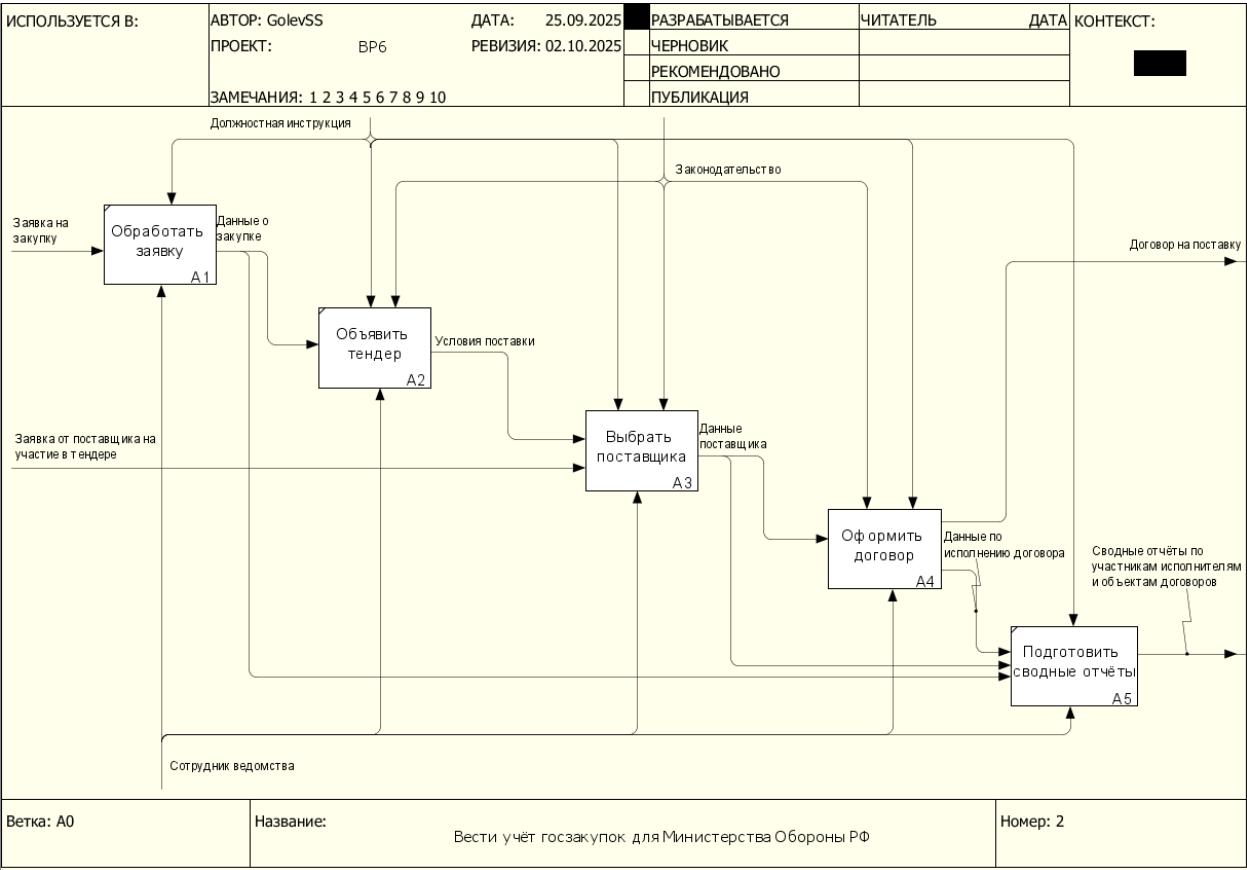 ИСПОЛЬЗУЕТСЯ В:
АВТОР: GolevSS
ДАТА: 25.09.2025
РАЗРАБАТЫВАЕТСЯ
ЧИТАТЕЛЬ
ДАТА
КОНТЕКСТ:
ПРОЕКТ: BP6
РЕВИЗИЯ: 02.10.2025
ЧЕРНОВИК
РЕКОМЕНДОВАНО
ЗАМЕЧАНИЯ: 1 2 3 4 5 6 7 8 9 10
ПУБЛИКАЦИЯ
Должностная инструкция
Законодательство
Заявка на
закупку
Обработать
заявку
A1
Данные о
закупке
Договор на поставку
Объявить
тендер
A2
Условия поставки
Заявка от поставщика на
участие в тендере
Выбрать
поставщика
A3
Данные
поставщика
Оформить
договор
A4
Данные по
исполнению договора
Сводные отчёты по
участникам исполнителям
и объектам договоров
Подготовить
сводные отчёты
A5
Сотрудник ведомства
Ветка: A0
Название:
Вести учёт госзакупок для Министерства Обороны РФ
Номер: 2